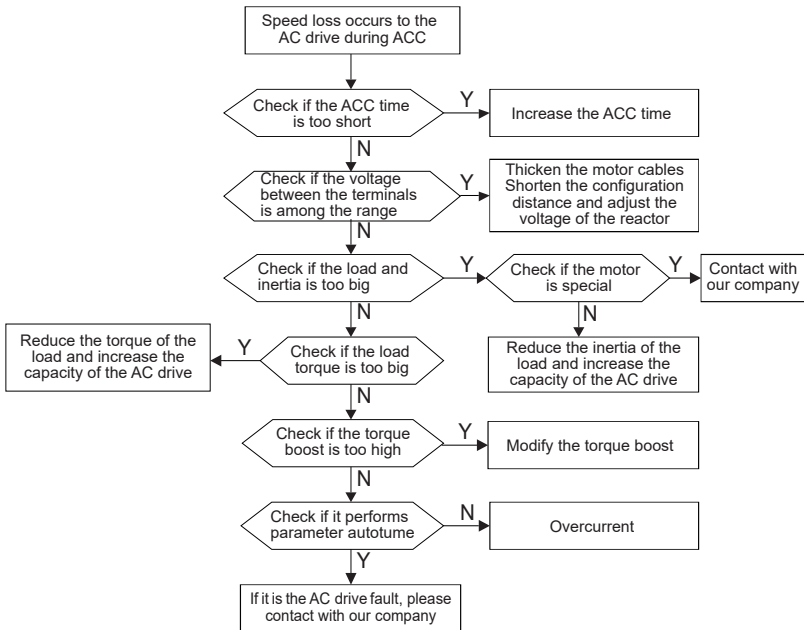 Speed loss occurs to the
AC drive during ACC
Check if the ACC time
is too short
Y
Increase the ACC time
N
Check if the voltage
between the terminals
is among the range
Y
Thicken the motor cables
Shorten the configuration
distance and adjust the
voltage of the reactor
N
Check if the load and
inertia is too big
Y
Check if the motor
is special
Y
Contact with
our company
N
N
Reduce the torque of the
load and increase the
capacity of the AC drive
Y
Check if the load
torque is too big
Reduce the inertia of the
load and increase the
capacity of the AC drive
N
Check if the torque
boost is too high
Y
Modify the torque boost
N
Check if it performs
parameter autotume
N
Overcurrent
Y
If it is the AC drive fault, please
contact with our company